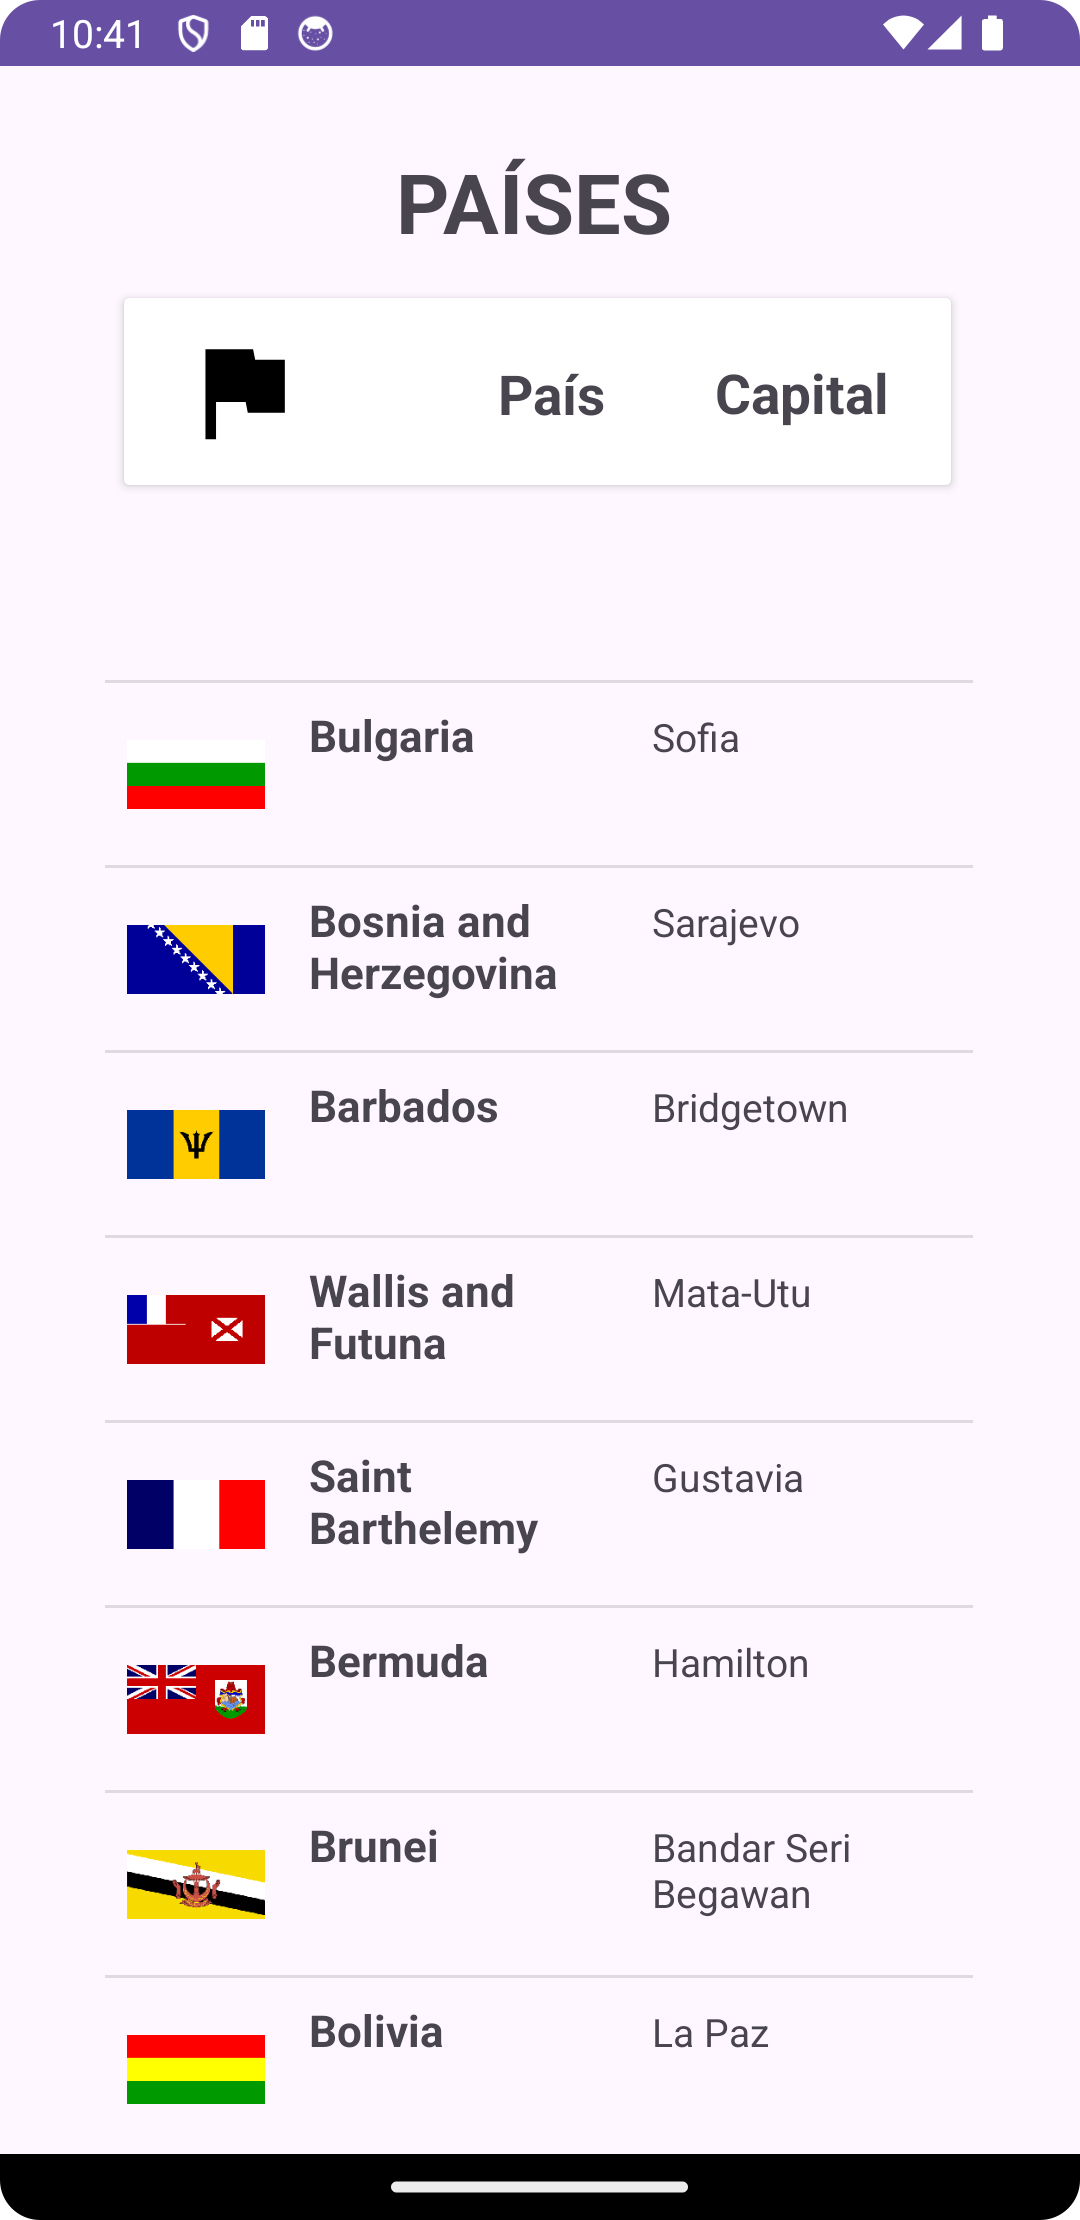 10:41
PAÍSES
País Capital
Bulgaria Sofia
Bosnia and Sarajevo
Herzegovina
Barbados Bridgetown
Wallis and Mata-Utu
Futuna
Saint Gustavia
Barthelemy
Bermuda Hamilton
Brunei Bandar Seri
Begawan
Bolivia La Paz